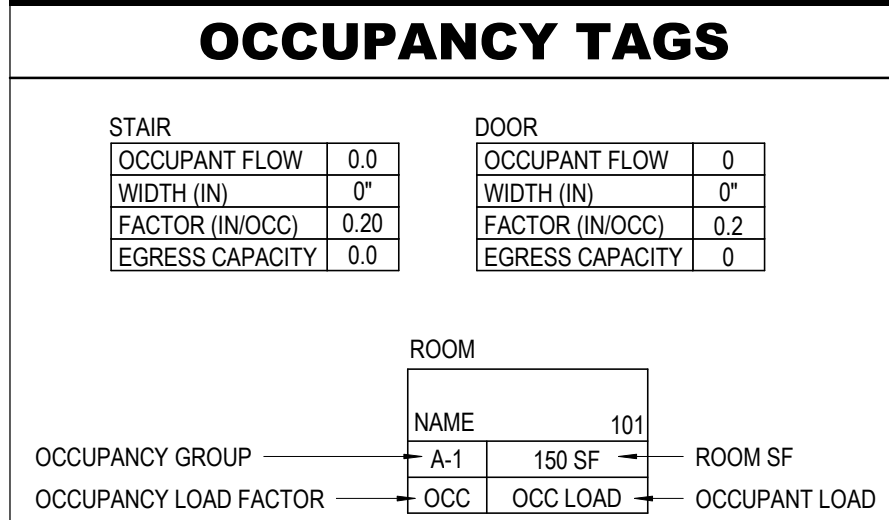 OCCUPANCY TAGS
STAIR
OCCUPANT FLOW 0.0
WIDTH (IN) 0"
FACTOR (IN/OCC) 0.20
EGRESS CAPACITY 0.0
DOOR
OCCUPANT FLOW 0
WIDTH (IN) 0"
FACTOR (IN/OCC) 0.2
EGRESS CAPACITY 0
ROOM
NAME 101
OCCUPANCY GROUP A-1 150 SF ROOM SF
OCCUPANCY LOAD FACTOR OCC OCC LOAD OCCUPANT LOAD